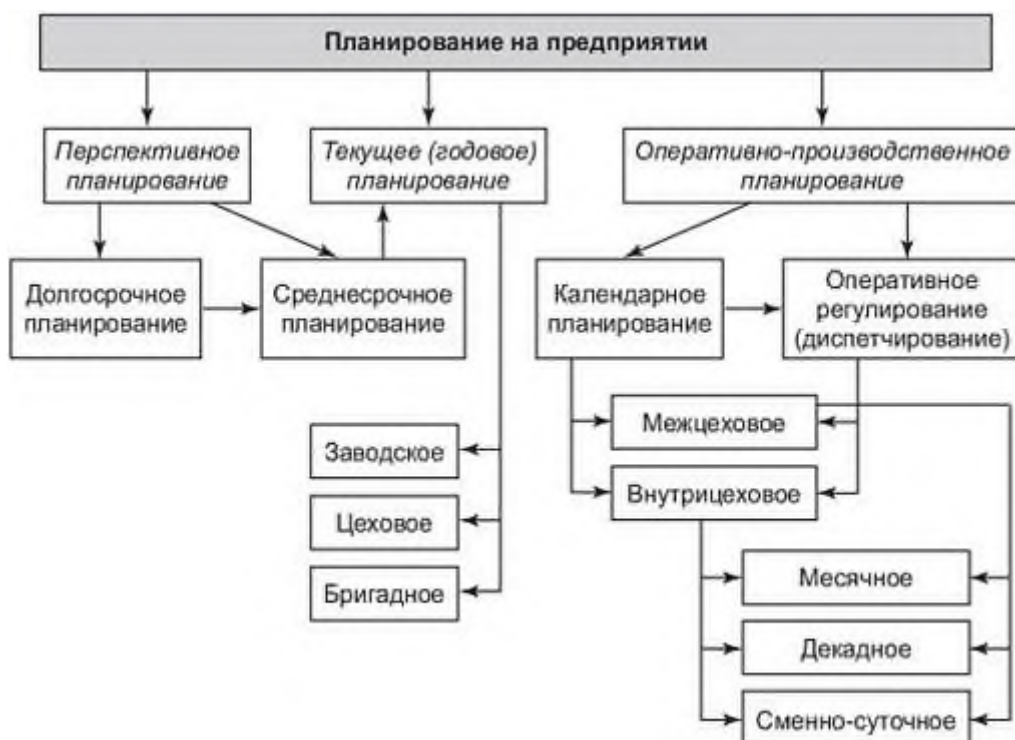 Планирование на предприятии
Перспективное
планирование
Текущее (годовое)
планирование
Оперативно-производственное
планирование
Долгосрочное
планирование
Среднесрочное
планирование
Календарное
планирование
Оперативное
регулирование
(диспетчирование)
Межцеховое
Заводское
Внутрицеховое
Цеховое
Месячное
Бригадное
Декадное
Сменно-суточное